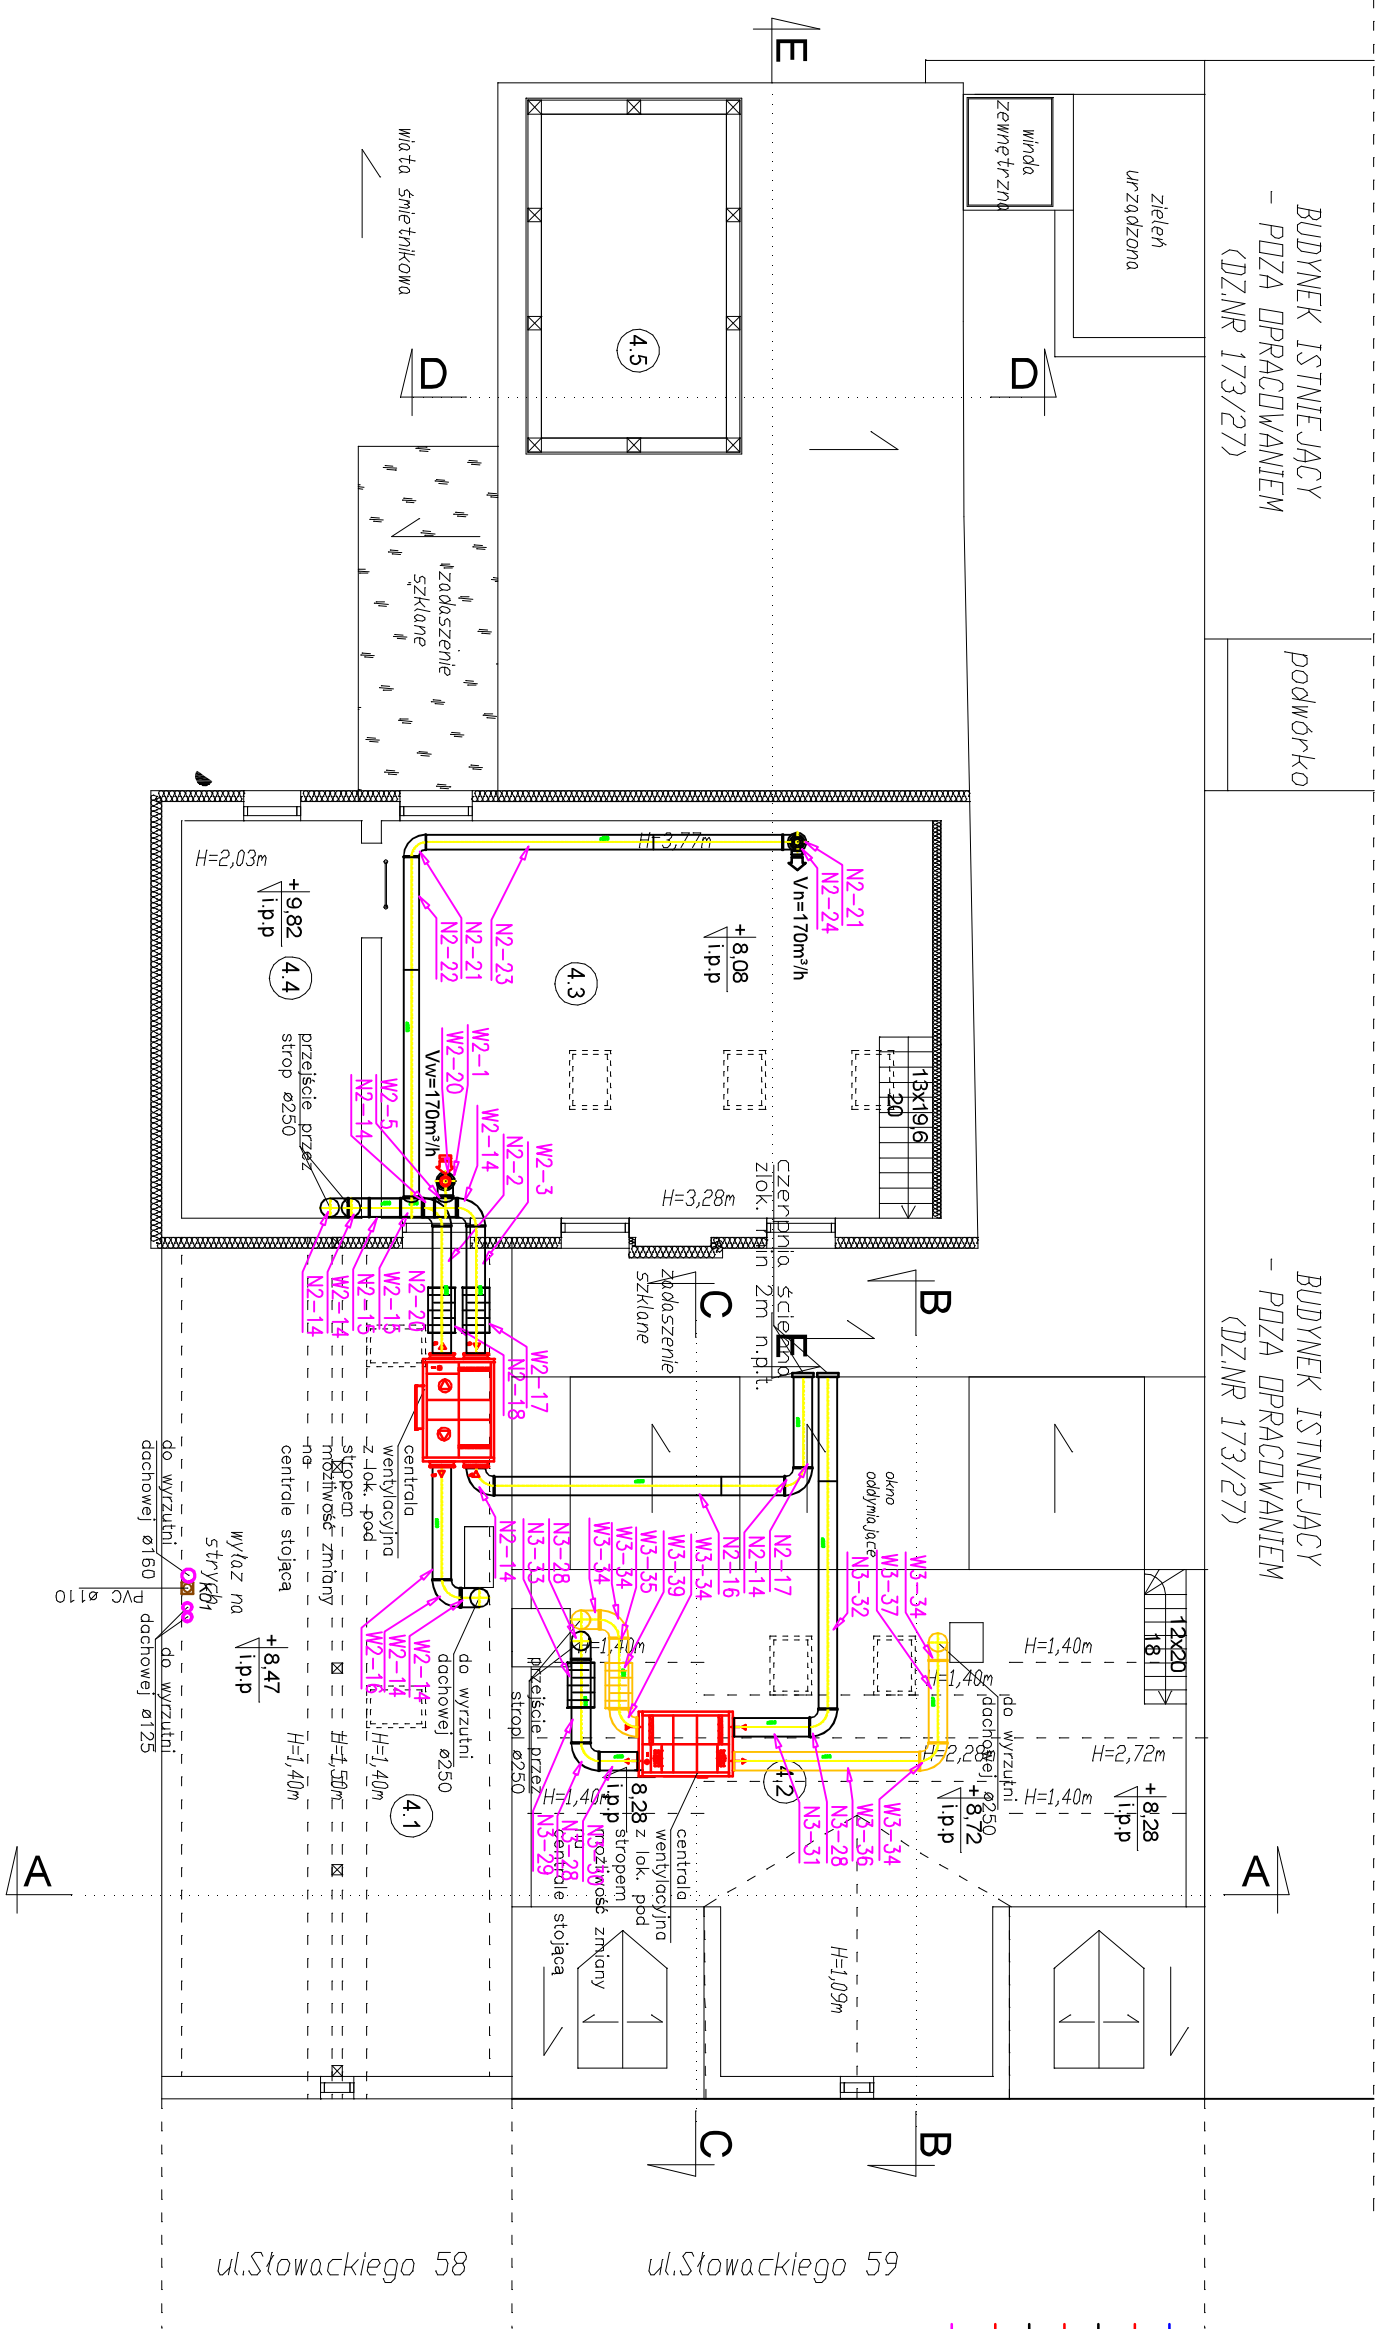 BUDYNEK ISTNIEJĄCY
- POZA OPRACOWANIEM
(DZ.NR 173/27)
podwórko
BUDYNEK ISTNIEJĄCY
- POZA OPRACOWANIEM
(DZ.NR 173/27)
zieleń
urządzona
winda
zewnętrzna
E
wiata śmietnikowa
4.5
D
D
zadaszenie
szklane
H=2,03m
+9,82
i.p.p
4.4
H=3,77m
N2-21
N2-24
Vn=170m³/h
+8,08
i.p.p
4.3
N2-23
N2-21
N2-22
13x19,6
20
przejście przez
strop ø250
W2-1
W2-20
Vw=170m³/h
W2-5
N2-14
W2-14
N2-2
W2-3
H=3,28m
czerpnia ścienna
zlok. min 2m n.p.t.
E
N2-20
W2-15
N2-15
W2-14
N2-14
W2-17
N2-18
zadaszenie
szklane
C
B
centrala
wentylacyjna
z lok. pod
stropem
możliwość zmiany
na
centrale stojącą
okno
oddymiające
N2-17
N2-14
N2-16
W3-34
W3-39
W3-35
W3-34
W3-34
N3-28
N3-33
N2-14
W3-34
W3-37
N3-32
12x20
18
do wyrzutni
dachowej ø160
wyłaz na
strych
K01
PVC ø110
do wyrzutni
dachowej ø125
+8,47
i.p.p
W2-14
W2-14
W2-16
do wyrzutni
dachowej ø250
H=1,40m
H=1,50m
H=1,40m
4.1
przejście przez
strop ø250
H=1,40m
H=1,40m
8,28
i.p.p
N3-30
N3-28
N3-29
centrala
wentylacyjna
z lok. pod
stropem
możliwość zmiany
centrale stojącą
4.2
W3-34
W3-36
N3-28
N3-31
H=1,40m
H=1,40m
H=2,28m
do wyrzutni
dachowej ø250
+8,72
i.p.p
H=2,72m
H=1,40m
+8,28
i.p.p
A
A
H=1,09m
C
B
ul.Słowackiego 58
ul.Słowackiego 59